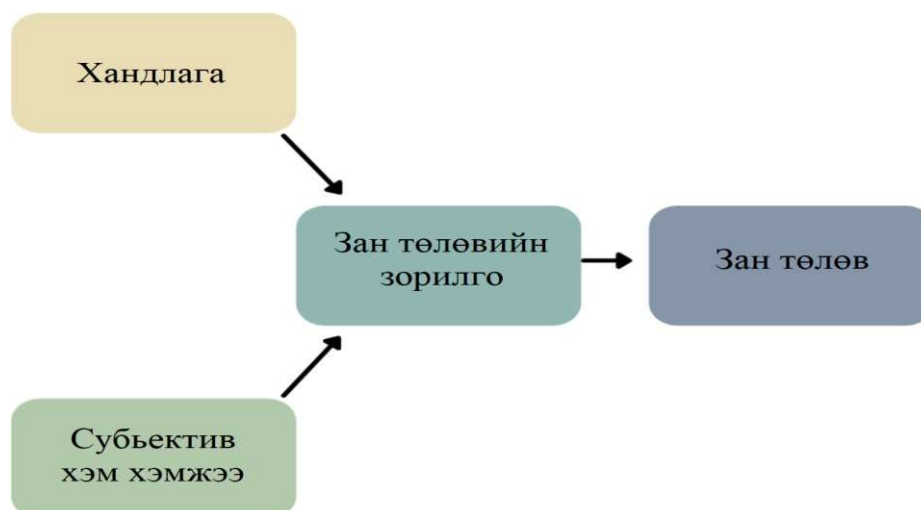 Хандлага
Зан төлөвийн
зорилго
Зан төлөв
Субьектив
хэм хэмжээ